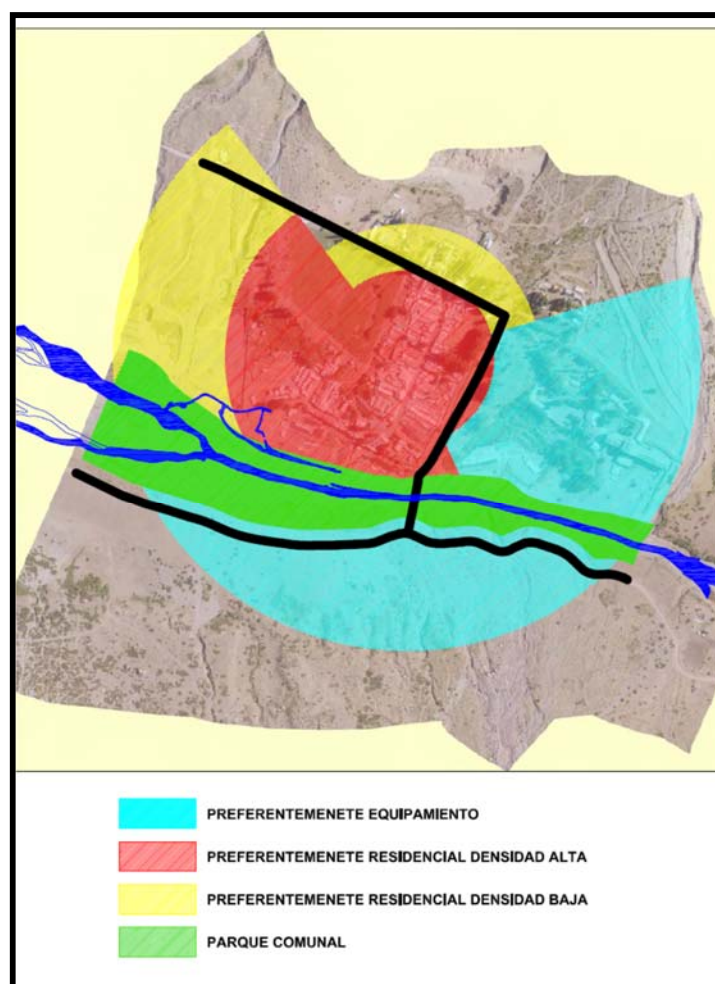 PREFERENTEMENETE EQUIPAMIENTO
PREFERENTEMENETE RESIDENCIAL DENSIDAD ALTA
PREFERENTEMENETE RESIDENCIAL DENSIDAD BAJA
PARQUE COMUNAL